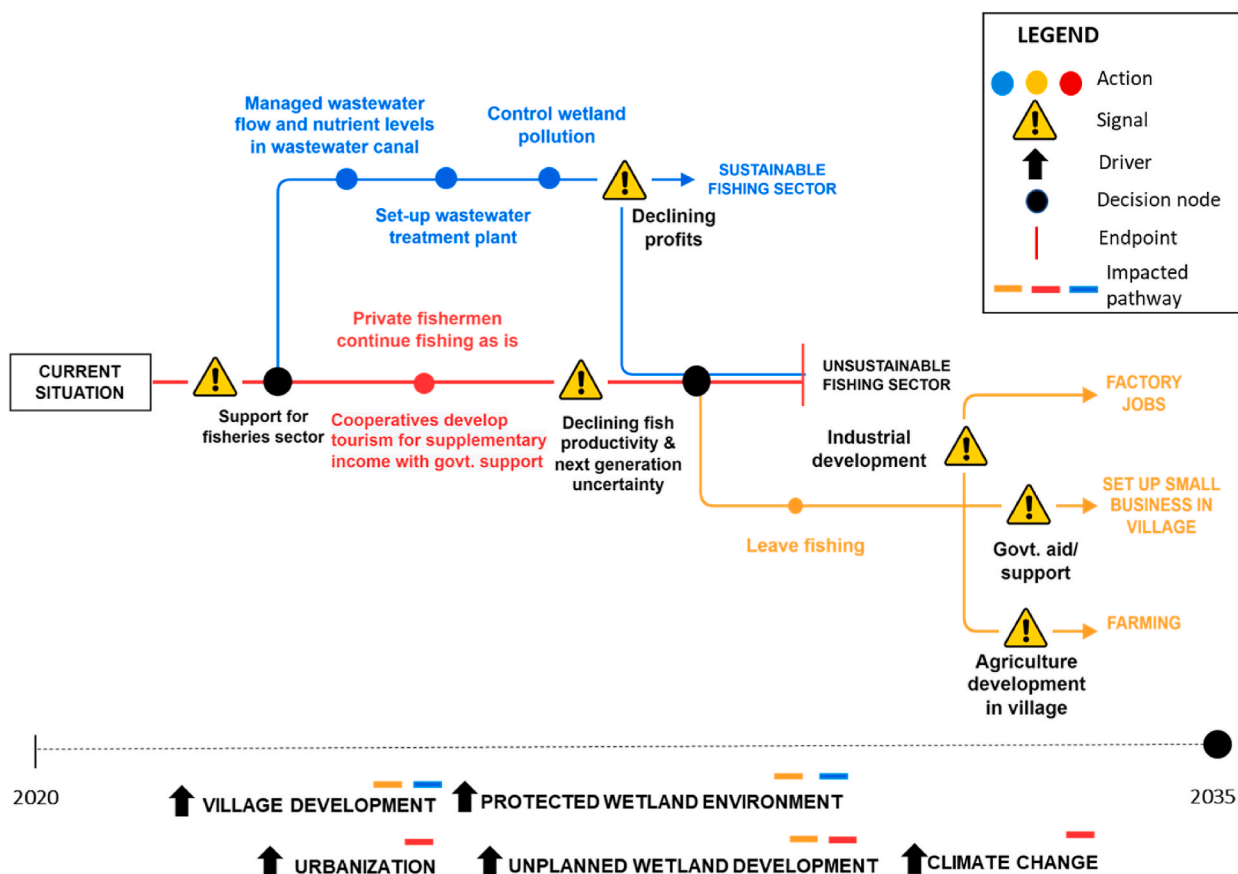 LEGEND
Action
Signal
Driver
Decision node
Endpoint
Impacted
pathway
Managed wastewater
flow and nutrient levels
in wastewater canal
Control wetland
pollution
Set-up wastewater
treatment plant
Declining
profits
SUSTAINABLE
FISHING SECTOR
Private fishermen
continue fishing as is
CURRENT
SITUATION
Support for
fisheries sector
Cooperatives develop
tourism for supplementary
income with govt. support
Declining fish
productivity &
next generation
uncertainty
UNSUSTAINABLE
FISHING SECTOR
Industrial
development
FACTORY
JOBS
Leave fishing
Govt. aid/
support
SET UP SMALL
BUSINESS IN
VILLAGE
Agriculture
development
in village
FARMING
2020
2035
VILLAGE DEVELOPMENT
PROTECTED WETLAND ENVIRONMENT
URBANIZATION
UNPLANNED WETLAND DEVELOPMENT
CLIMATE CHANGE